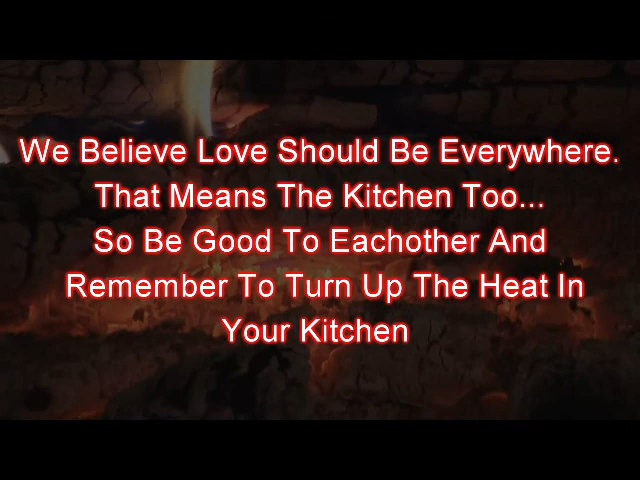 We Believe Love Should Be Everywhere.
That Means The Kitchen Too...
So Be Good To Eachother And
Remember To Turn Up The Heat In
Your Kitchen